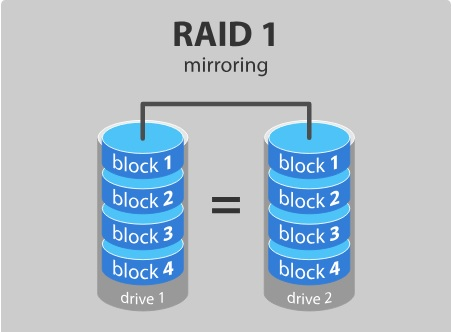 RAID 1
mirroring
block 1
block 2
block 3
block 4
drive 1
=
block 1
block 2
block 3
block 4
drive 2